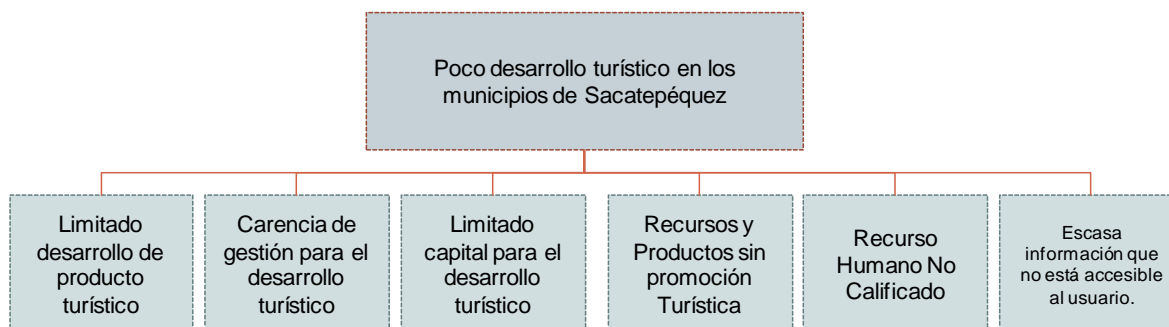 Poco desarrollo turístico en los
municipios de Sacatepéquez
Limitado
desarrollo de
producto
turístico
Carencia de
gestión para el
desarrollo
turístico
Limitado
capital para el
desarrollo
turístico
Recursos y
Productos sin
promoción
Turística
Recurso
Humano No
Calificado
Escasa
información que
no está accesible
al usuario.